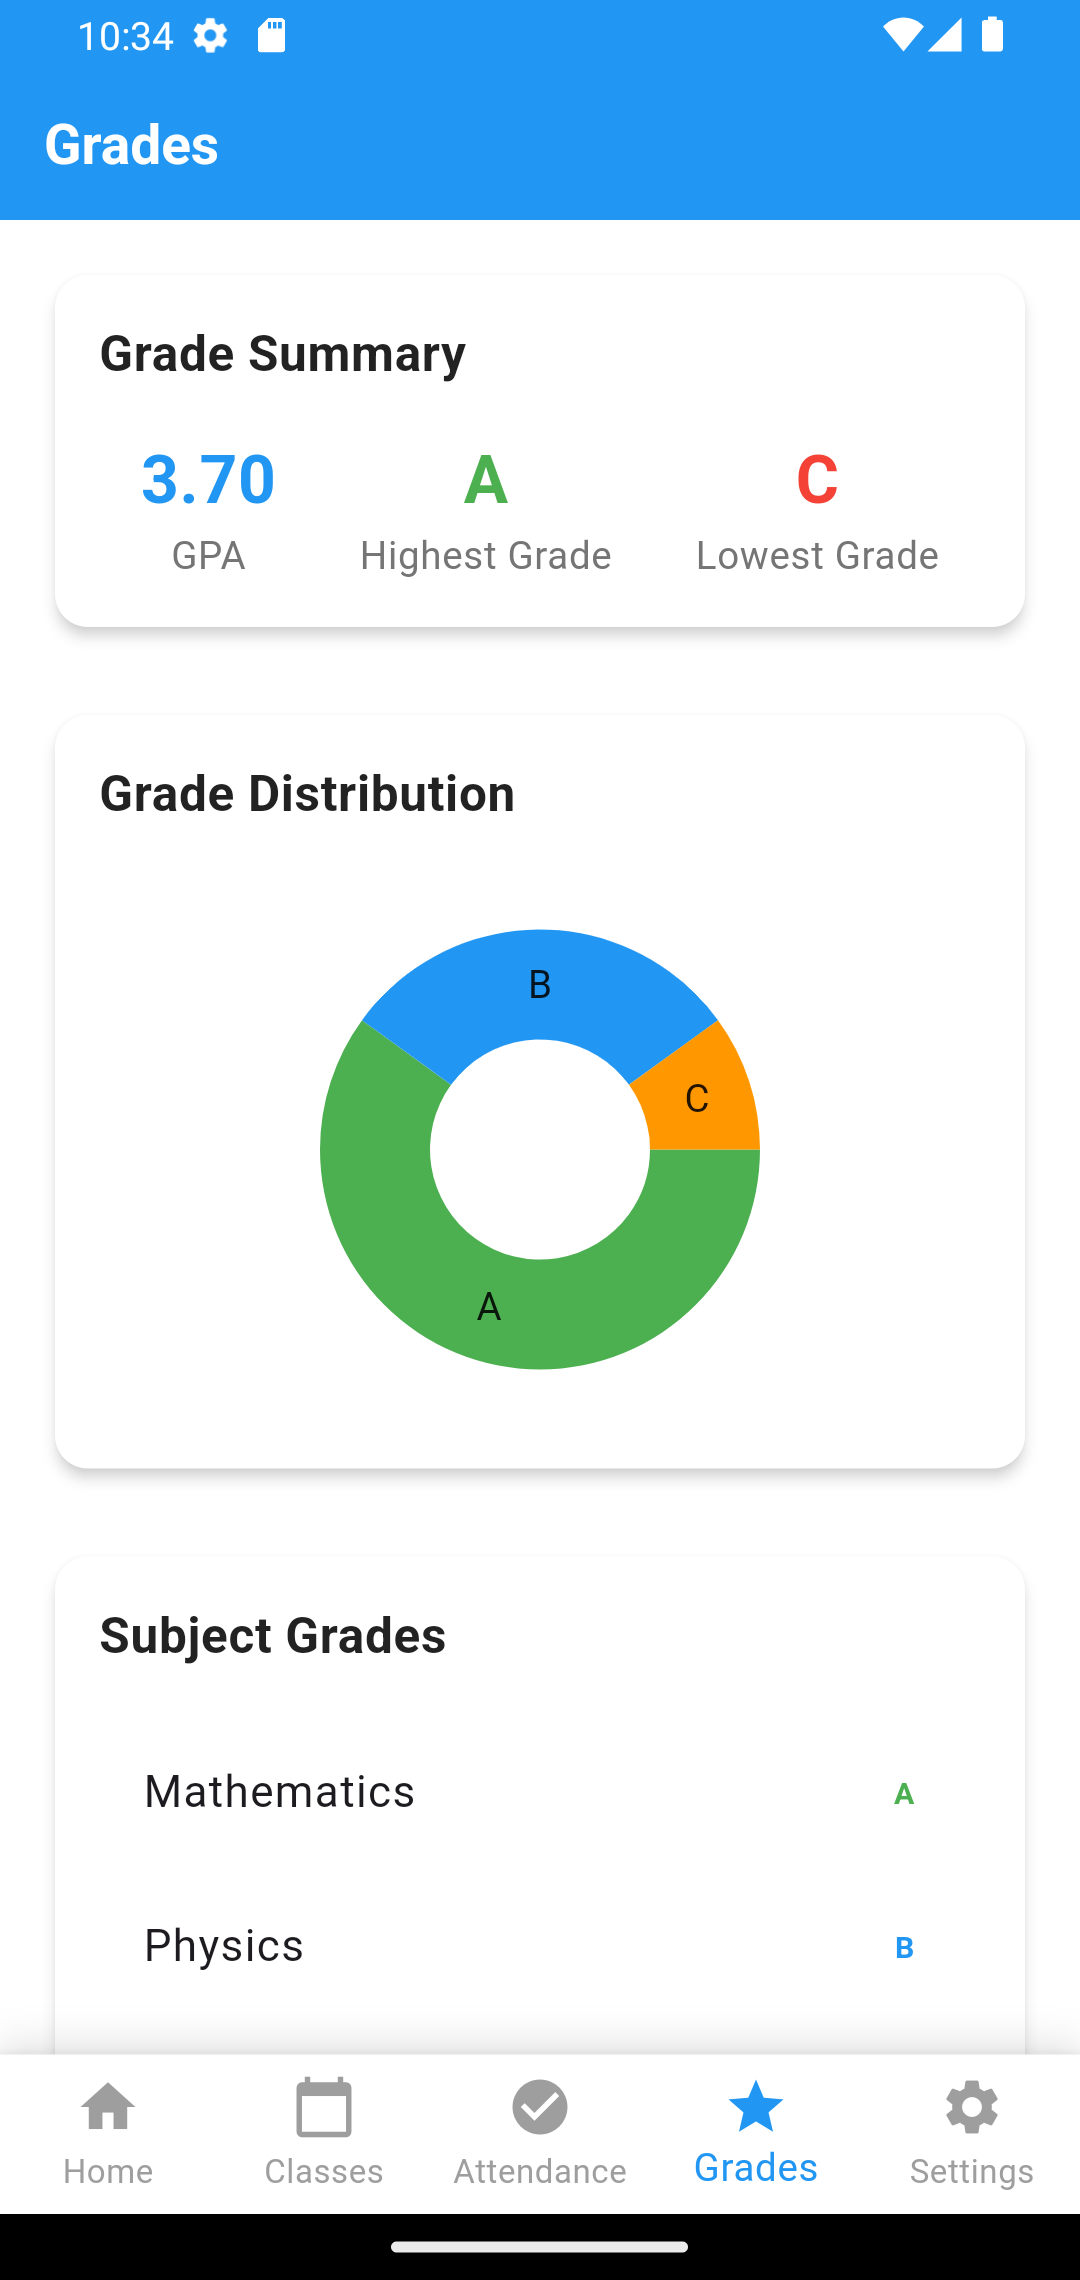 10:34
Grades
Grade Summary
3.70 A C
GPA Highest Grade Lowest Grade
Grade Distribution
B
C
A
Subject Grades
Mathematics A
Physics B
Home Classes Attendance Grades Settings